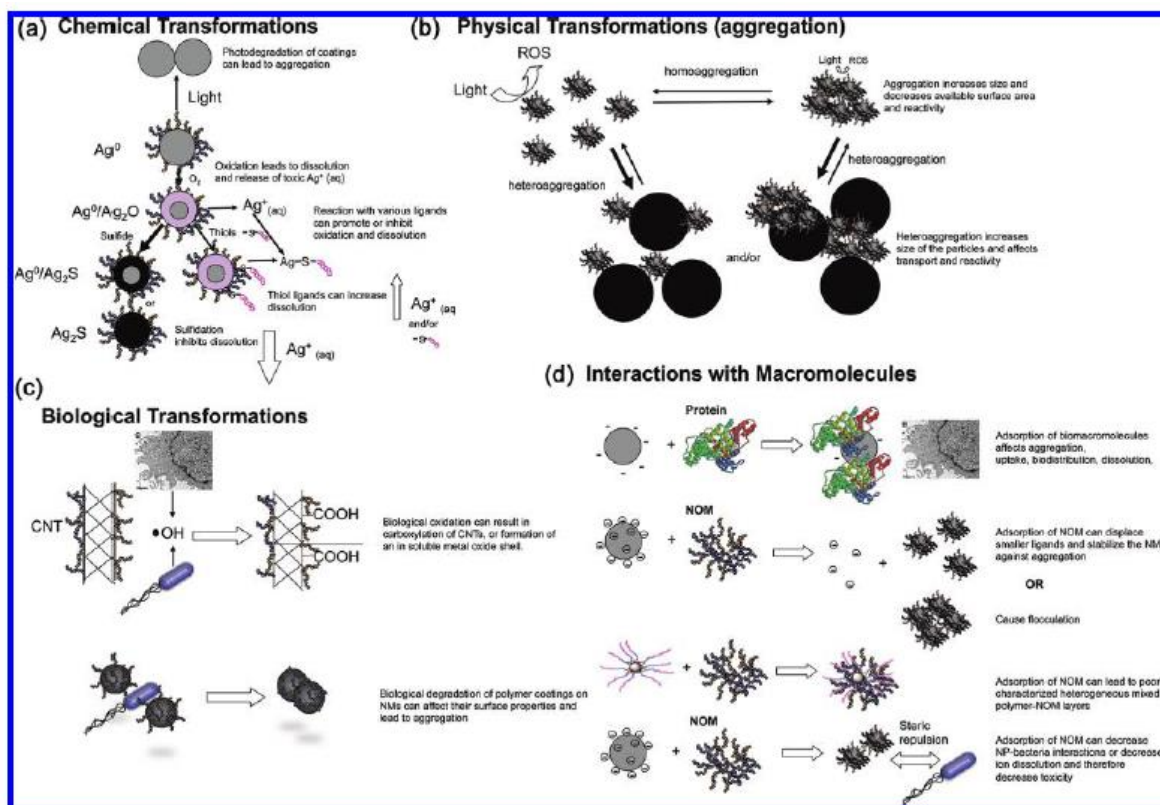 (a) Chemical Transformations
Photodegradation of coatings
can lead to aggregation
Light
Ag⁰
Oxidation leads to dissolution
and release of toxic Ag⁺ (aq)
O₂
Ag⁰/Ag₂O
Ag⁺(aq)
Reaction with various ligands
can promote or inhibit
oxidation and dissolution
Sulfide
Thiols
-S-
Ag-S-
Ag⁰/Ag₂S
Thiol ligands can increase
dissolution
or
Ag₂S
Sulfidation
inhibits dissolution
Ag⁺ (aq)
Ag⁺ (aq
and/or
-S-
(b) Physical Transformations (aggregation)
ROS
Light
homoaggregation
Light ROS
Aggregation increases size and
decreases available surface area
and reactivity
heteroaggregation
heteroaggregation
and/or
Heteroaggregation increases
size of the particles and affects
transport and reactivity
(c)
Biological Transformations
CNT
•OH
COOH
COOH
Biological oxidation can result in
carboxylation of CNTs, or formation of
an in soluble metal oxide shell.
Biological degradation of polymer coatings on
NMs can affect their surface properties and
lead to aggregation
(d) Interactions with Macromolecules
Protein
+
Adsorption of biomacromolecules
affects aggregation,
uptake, biodistribution, dissolution,
NOM
+
+
Adsorption of NOM can displace
smaller ligands and stabilize the NM
against aggregation
OR
Cause flocculation
+
Adsorption of NOM can lead to poor
characterized heterogeneous mixed
polymer-NOM layers
NOM
+
Steric
repulsion
Adsorption of NOM can decrease
NP-bacteria interactions or decrease
ion dissolution and therefore
decrease toxicity